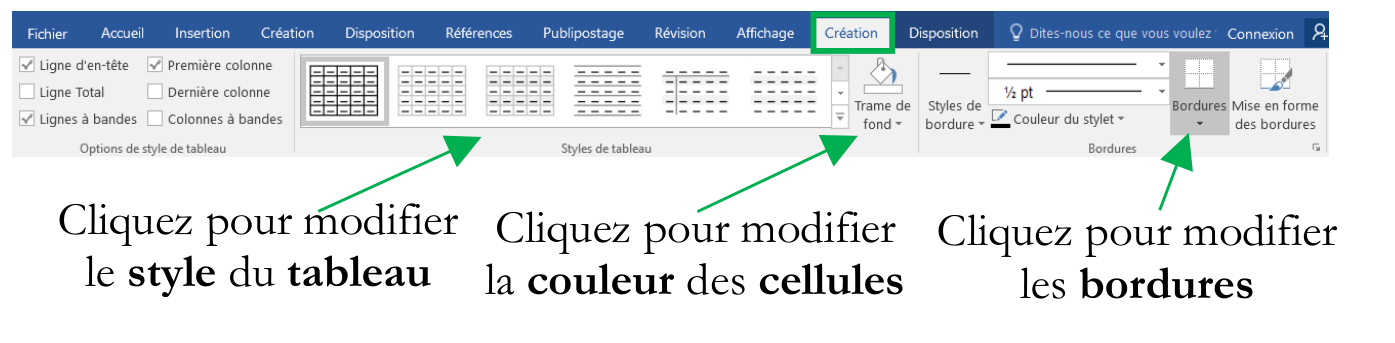 Fichier Accueil Insertion Création Disposition Références Publipostage Révision Affichage Création Disposition Dites-nous ce que vous voulez Connexion
Ligne d'en-tête Première colonne
Ligne Total Dernière colonne
Lignes à bandes Colonnes à bandes
Options de style de tableau
Styles de tableau
Trame de
fond
Styles de
bordure
½ pt
Couleur du stylet
Bordures
Mise en forme
des bordures
Bordures
Cliquez pour modifier
le style du tableau
Cliquez pour modifier
la couleur des cellules
Cliquez pour modifier
les bordures